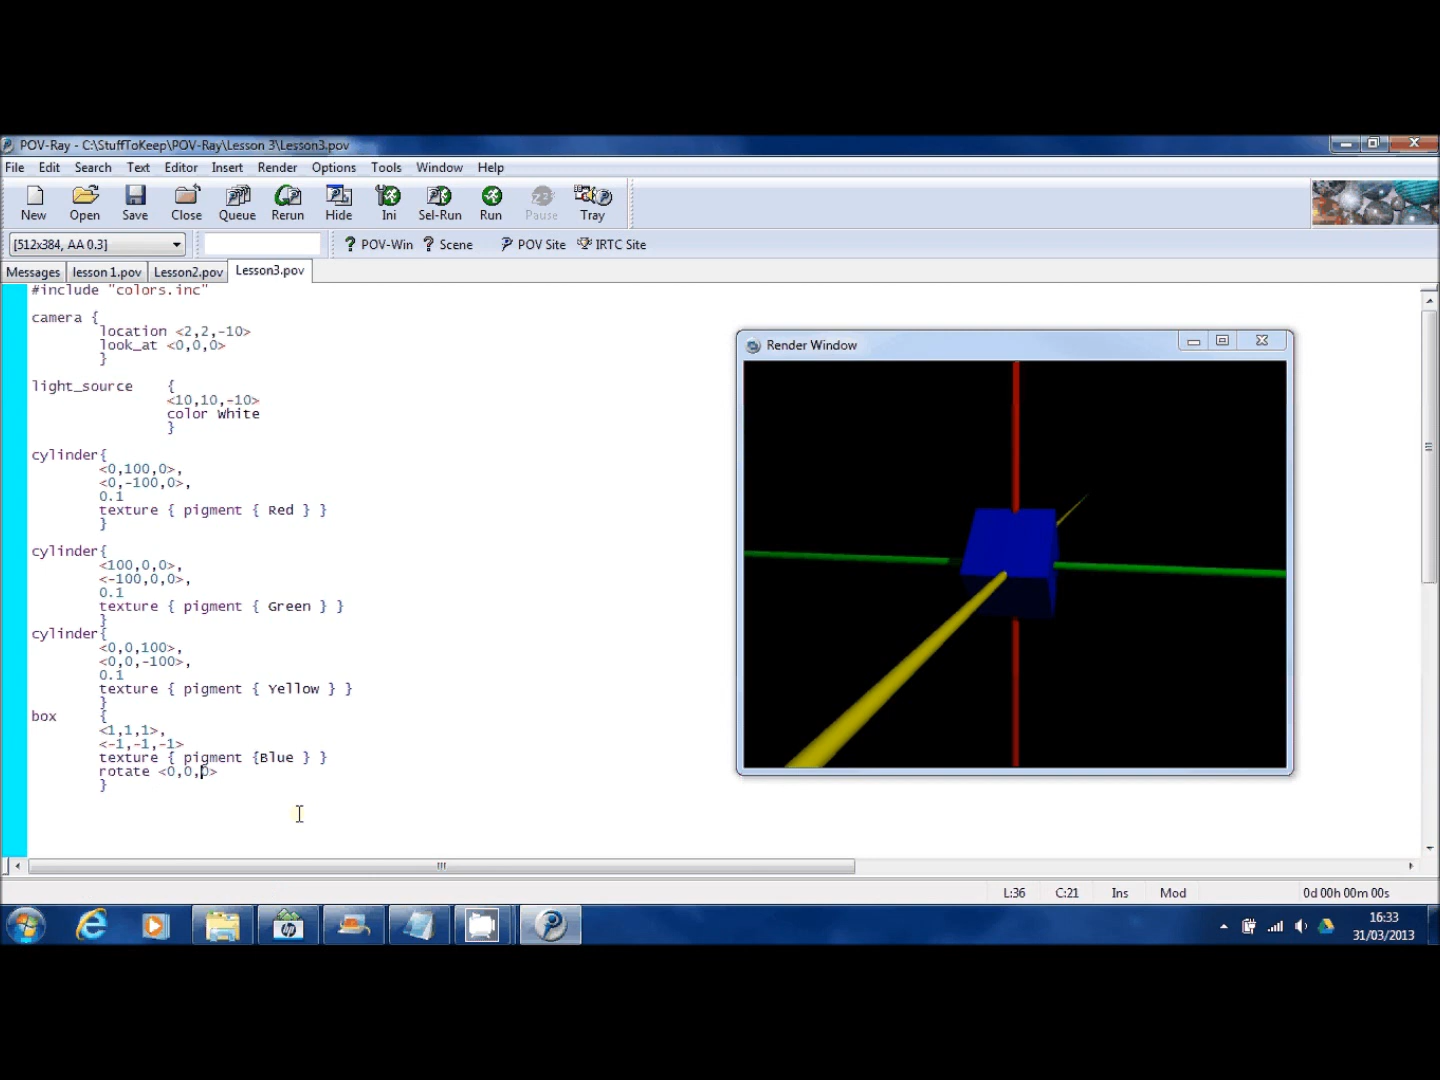 POV-Ray - C:\StuffToKeep\POV-Ray\Lesson 3\Lesson3.pov
File Edit Search Text Editor Insert Render Options Tools Window Help
New Open Save Close Queue Rerun Hide Ini Sel-Run Run Pause Tray
[512x384, AA 0.3] ? POV-Win ? Scene POV Site IRTC Site
Messages lesson 1.pov Lesson2.pov Lesson3.pov
#include "colors.inc"
camera {
location <2,2,-10>
look_at <0,0,0>
}
light_source {
<10,10,-10>
color White
}
cylinder{
<0,100,0>,
<0,-100,0>,
0.1
texture { pigment { Red } }
}
cylinder{
<100,0,0>,
<-100,0,0>,
0.1
texture { pigment { Green } }
}
cylinder{
<0,0,100>,
<0,0,-100>,
0.1
texture { pigment { Yellow } }
}
box {
<1,1,1>,
<-1,-1,-1>
texture { pigment {Blue } }
rotate <0,0,0>
}
Render Window
L:36 C:21 Ins Mod 0d 00h 00m 00s
16:33
31/03/2013